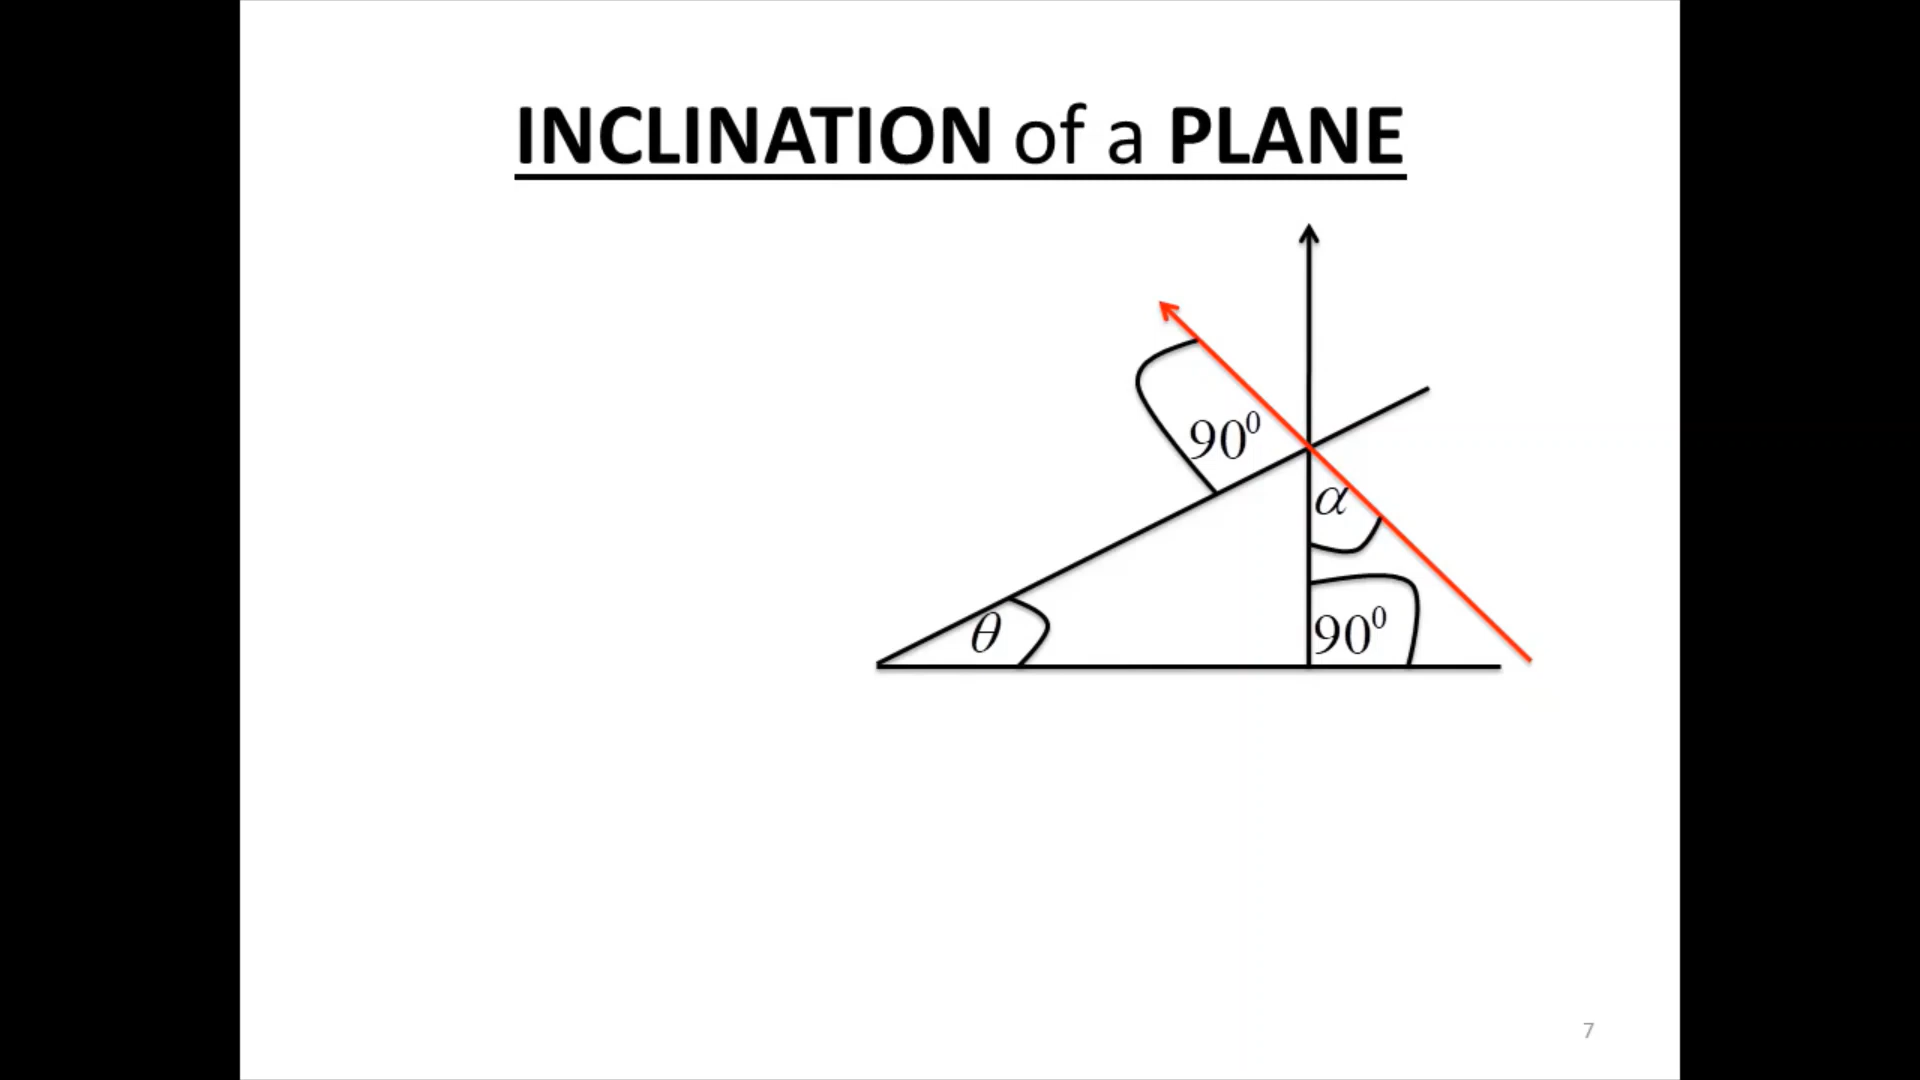 INCLINATION of a PLANE
90⁰
α
θ
90⁰
7